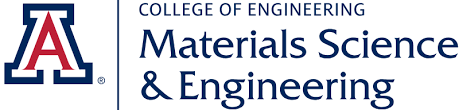 A®
COLLEGE OF ENGINEERING
Materials Science
& Engineering